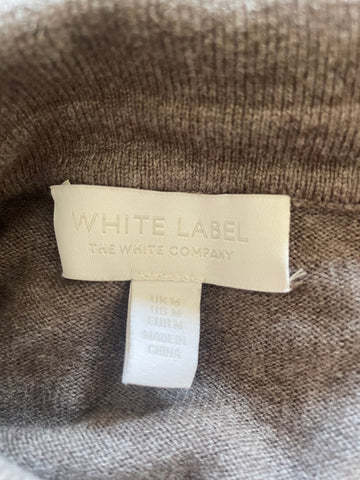 WHITE LABEL
THE WHITE COMPANY
UK M
US M
EUR M
MADE IN
CHINA